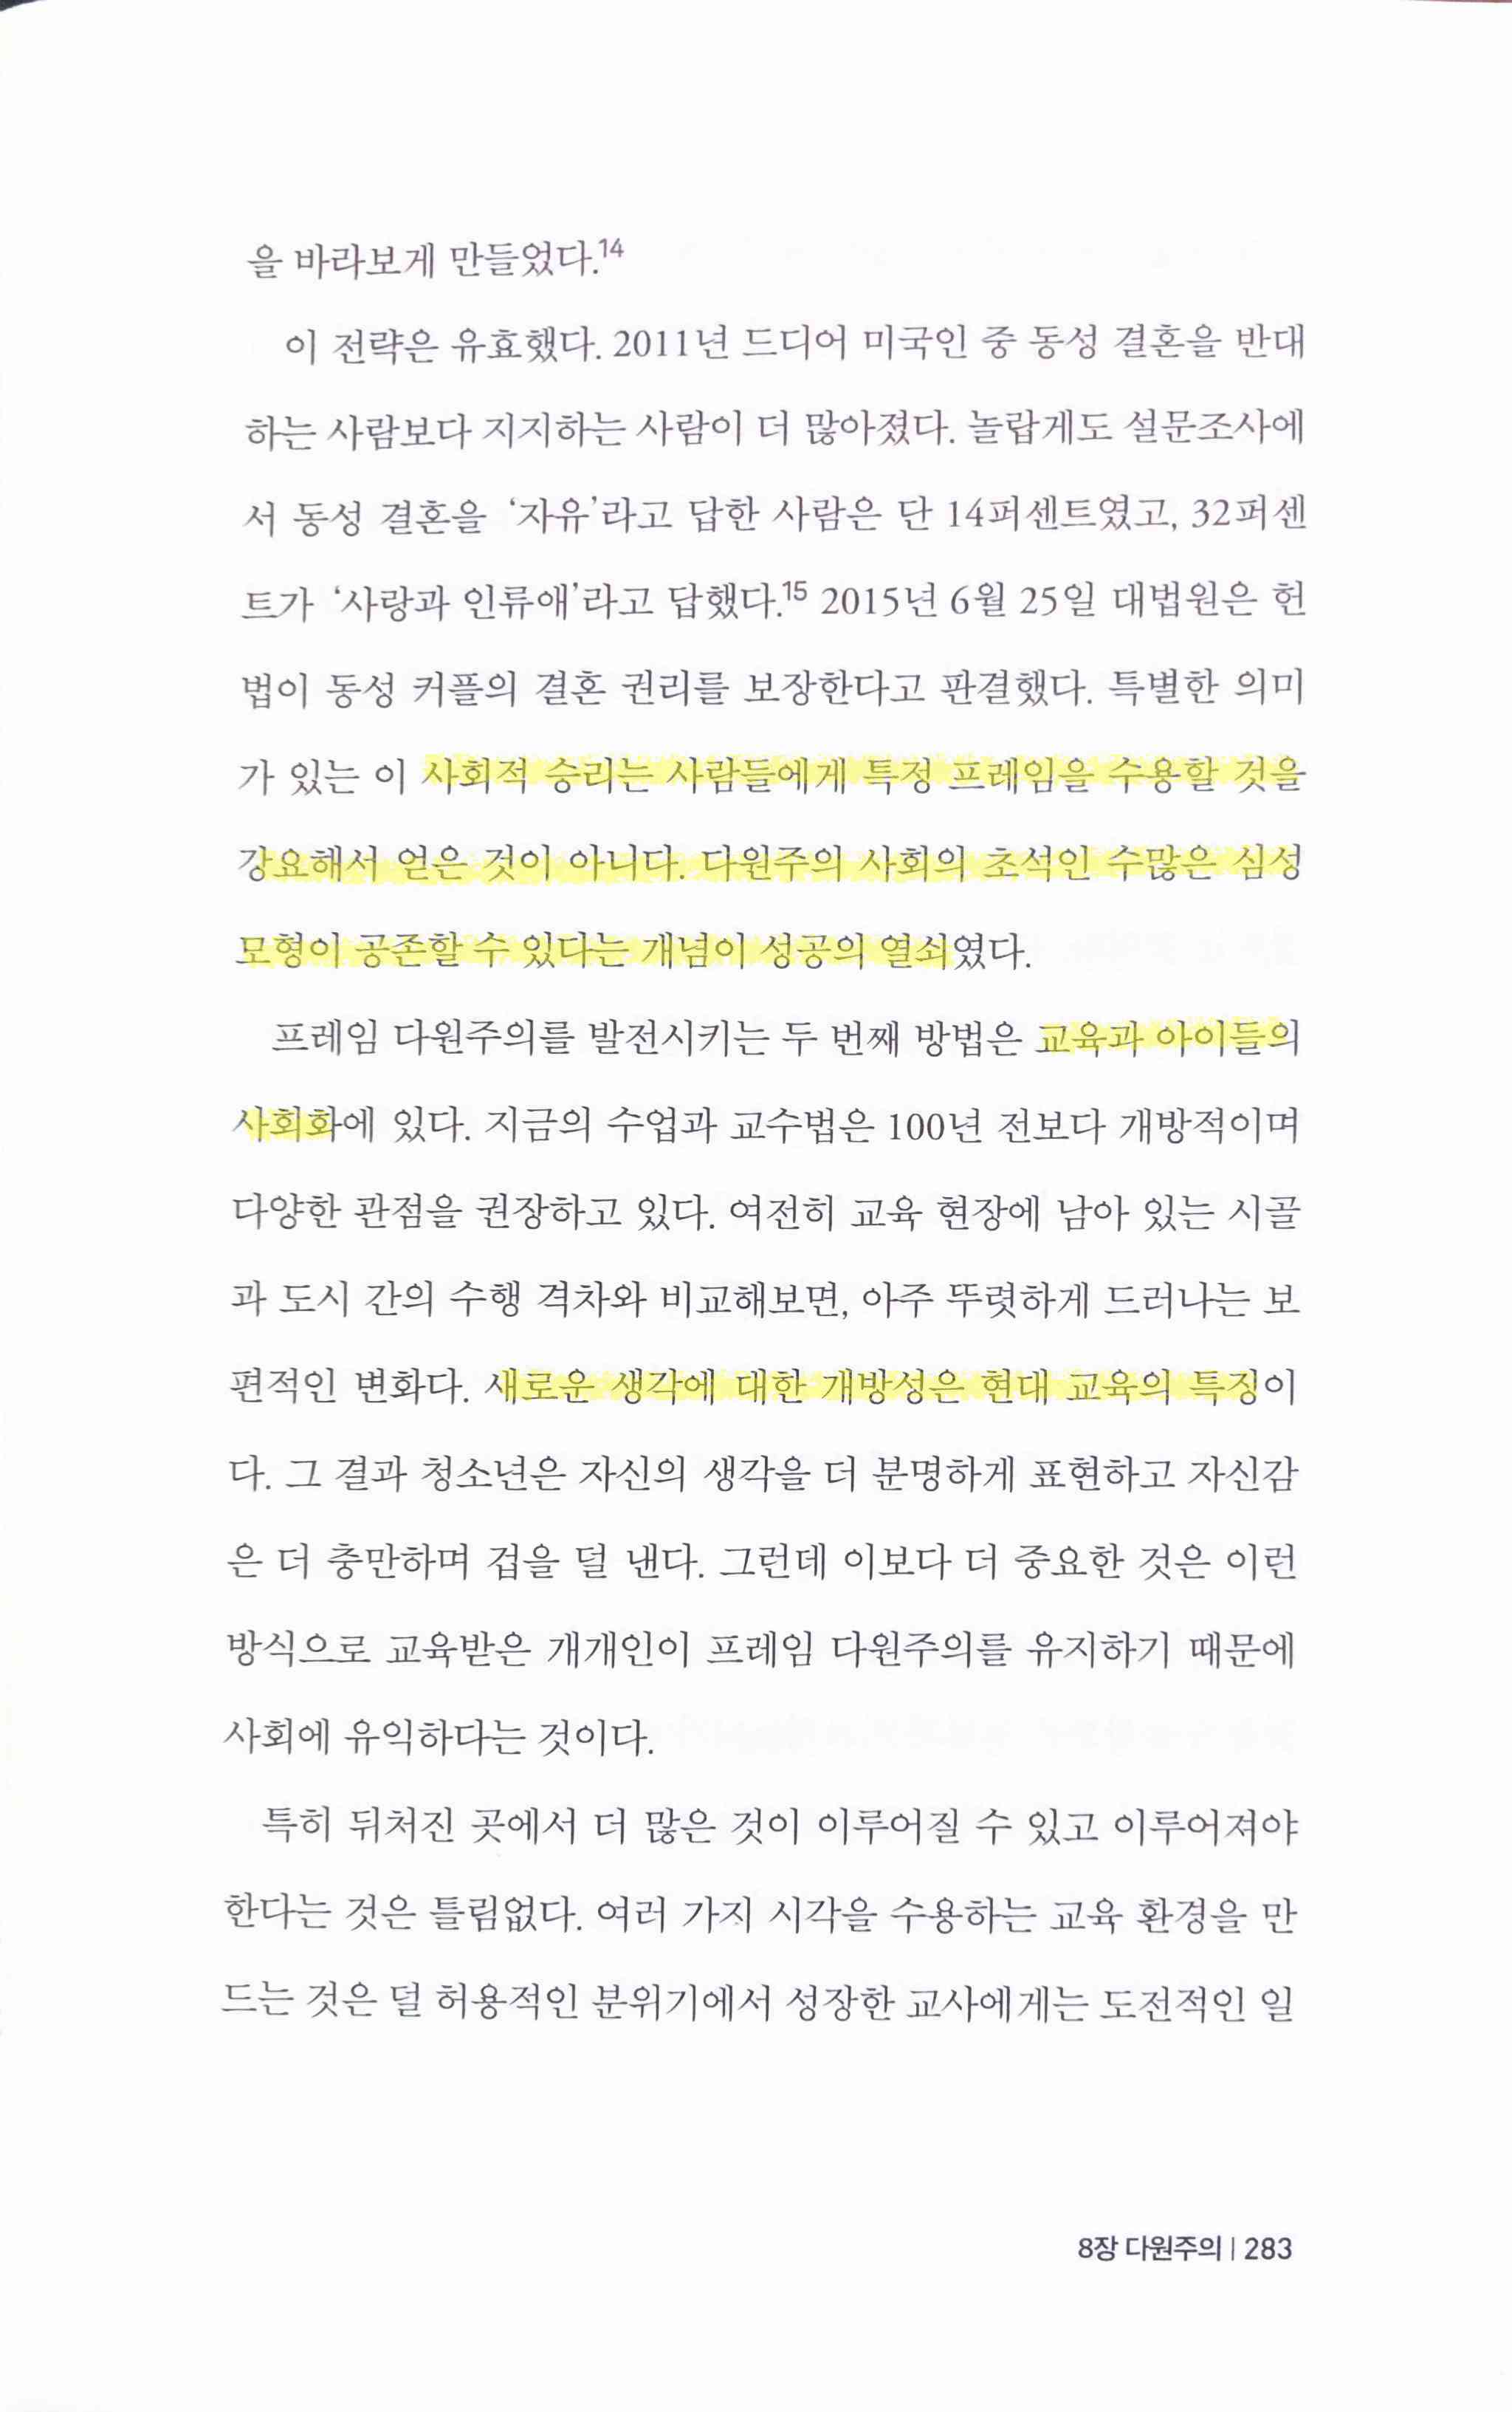 을 바라보게 만들었다.14
이 전략은 유효했다. 2011년 드디어 미국인 중 동성 결혼을 반대
하는 사람보다 지지하는 사람이 더 많아졌다. 놀랍게도 설문조사에
서 동성 결혼을 ‘자유’라고 답한 사람은 단 14퍼센트였고, 32퍼센
트가 ‘사랑과 인류애’라고 답했다.15 2015년 6월 25일 대법원은 헌
법이 동성 커플의 결혼 권리를 보장한다고 판결했다. 특별한 의미
가 있는 이 사회적 승리는 사람들에게 특정 프레임을 수용할 것을
강요해서 얻은 것이 아니다. 다원주의 사회의 초석인 수많은 심성
모형이 공존할 수 있다는 개념이 성공의 열쇠였다.
프레임 다원주의를 발전시키는 두 번째 방법은 교육과 아이들의
사회화에 있다. 지금의 수업과 교수법은 100년 전보다 개방적이며
다양한 관점을 권장하고 있다. 여전히 교육 현장에 남아 있는 시골
과 도시 간의 수행 격차와 비교해보면, 아주 뚜렷하게 드러나는 보
편적인 변화다. 새로운 생각에 대한 개방성은 현대 교육의 특징이
다. 그 결과 청소년은 자신의 생각을 더 분명하게 표현하고 자신감
은 더 충만하며 겁을 덜 낸다. 그런데 이보다 더 중요한 것은 이런
방식으로 교육받은 개개인이 프레임 다원주의를 유지하기 때문에
사회에 유익하다는 것이다.
특히 뒤처진 곳에서 더 많은 것이 이루어질 수 있고 이루어져야
한다는 것은 틀림없다. 여러 가지 시각을 수용하는 교육 환경을 만
드는 것은 덜 허용적인 분위기에서 성장한 교사에게는 도전적인 일
8장 다원주의 | 283